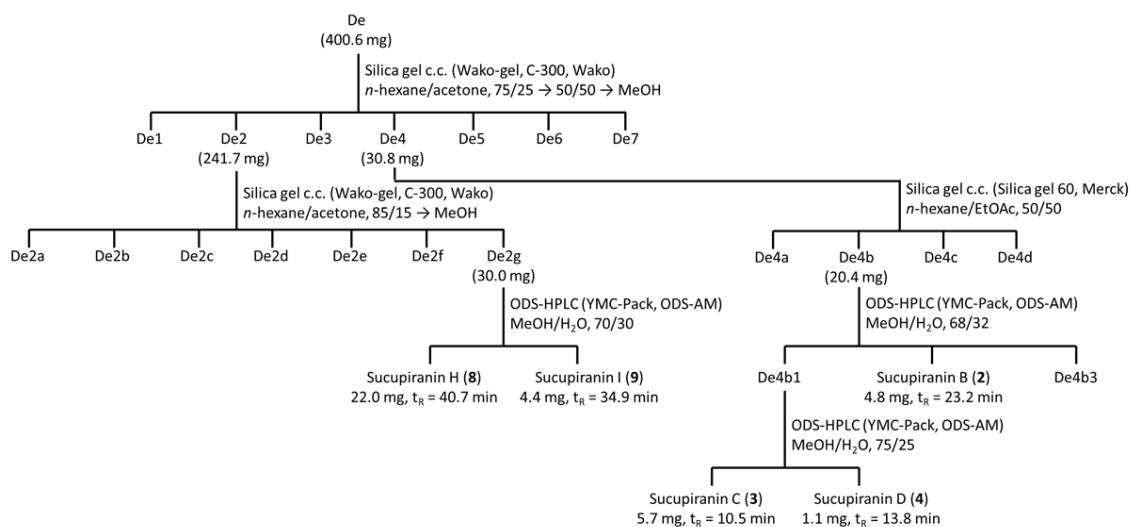 De
(400.6 mg)
Silica gel c.c. (Wako-gel, C-300, Wako)
n-hexane/acetone, 75/25 → 50/50 → MeOH
De1
De2
(241.7 mg)
De3
De4
(30.8 mg)
De5
De6
De7
Silica gel c.c. (Wako-gel, C-300, Wako)
n-hexane/acetone, 85/15 → MeOH
Silica gel c.c. (Silica gel 60, Merck)
n-hexane/EtOAc, 50/50
De2a
De2b
De2c
De2d
De2e
De2f
De2g
(30.0 mg)
De4a
De4b
(20.4 mg)
De4c
De4d
ODS-HPLC (YMC-Pack, ODS-AM)
MeOH/H₂O, 70/30
ODS-HPLC (YMC-Pack, ODS-AM)
MeOH/H₂O, 68/32
Sucupiranin H (8)
22.0 mg, tR = 40.7 min
Sucupiranin I (9)
4.4 mg, tR = 34.9 min
De4b1
Sucupiranin B (2)
4.8 mg, tR = 23.2 min
De4b3
ODS-HPLC (YMC-Pack, ODS-AM)
MeOH/H₂O, 75/25
Sucupiranin C (3)
5.7 mg, tR = 10.5 min
Sucupiranin D (4)
1.1 mg, tR = 13.8 min